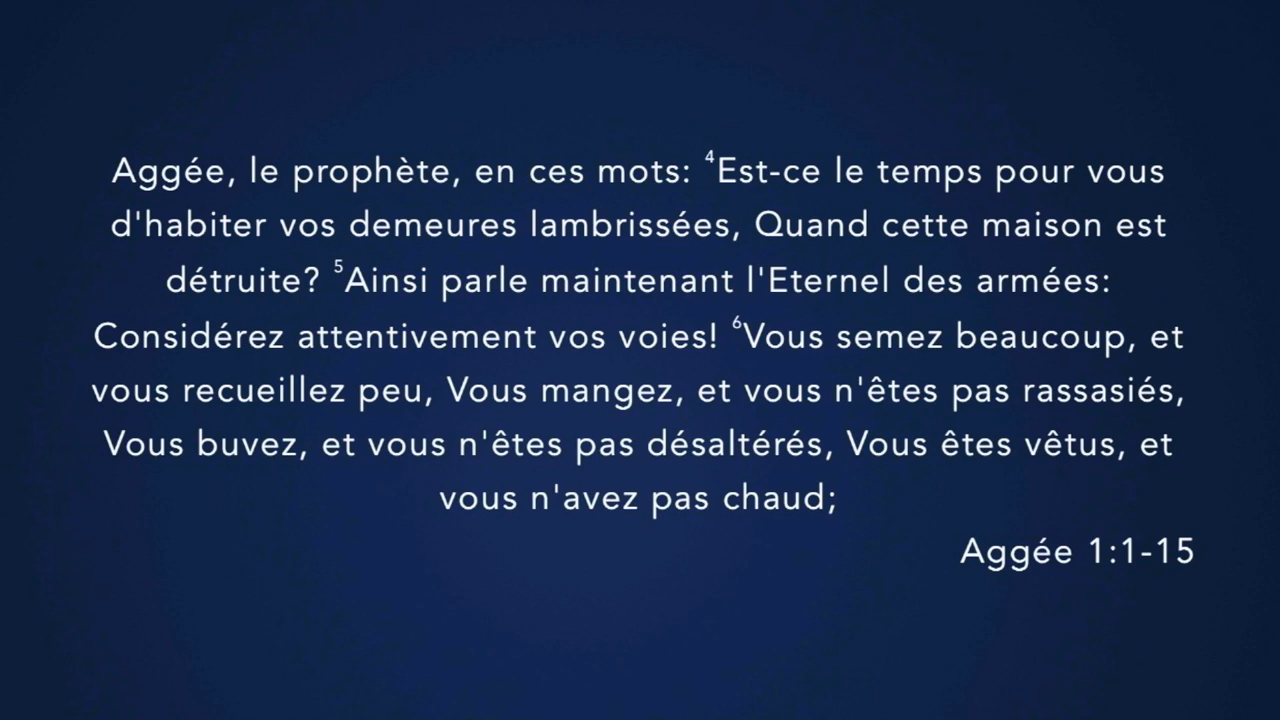 Aggée, le prophète, en ces mots: ⁴Est-ce le temps pour vous
d'habiter vos demeures lambrissées, Quand cette maison est
détruite? ⁵Ainsi parle maintenant l'Eternel des armées:
Considérez attentivement vos voies! ⁶Vous semez beaucoup, et
vous recueillez peu, Vous mangez, et vous n'êtes pas rassasiés,
Vous buvez, et vous n'êtes pas désaltérés, Vous êtes vêtus, et
vous n'avez pas chaud;
Aggée 1:1-15